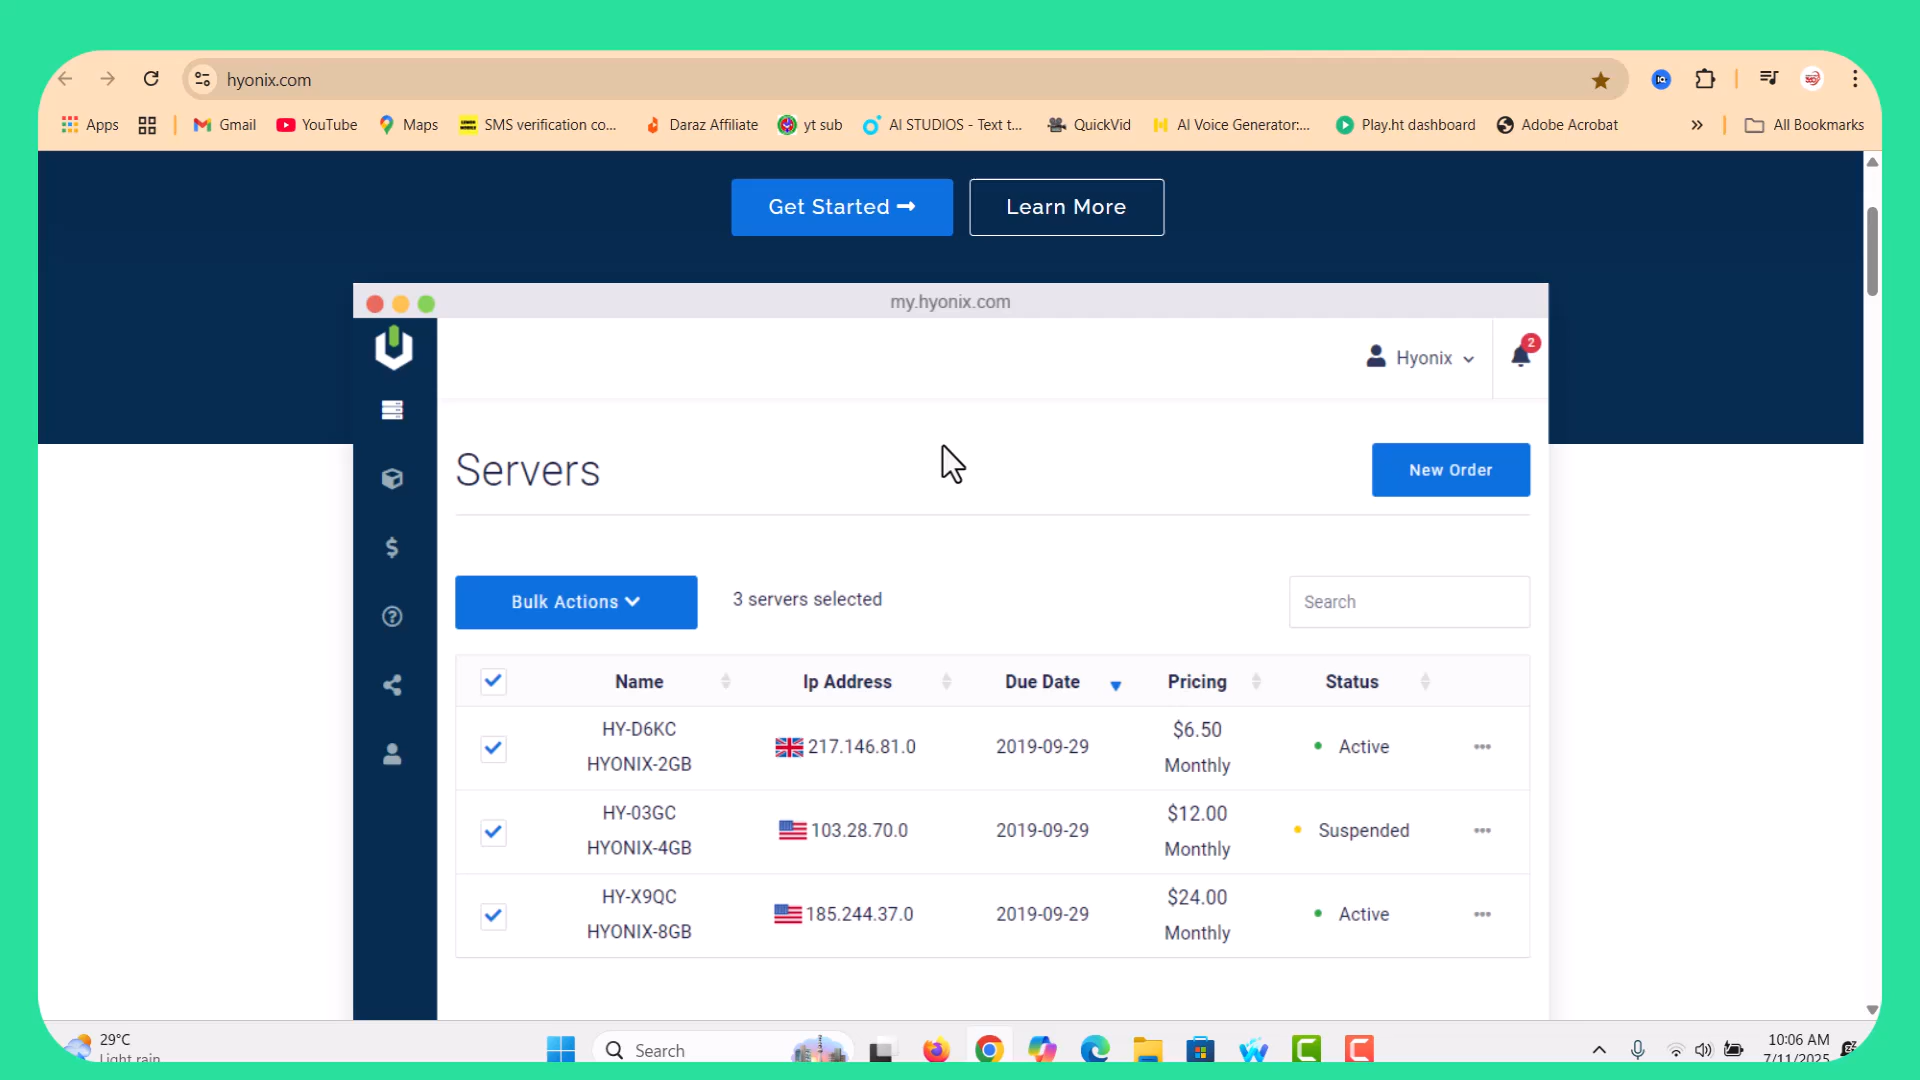 hyonix.com
Apps Gmail YouTube Maps SMS verification co... Daraz Affiliate yt sub AI STUDIOS - Text t... QuickVid AI Voice Generator:... Play.ht dashboard Adobe Acrobat » All Bookmarks
Get Started Learn More
my.hyonix.com
Hyonix 2
Servers New Order
Bulk Actions 3 servers selected Search
Name Ip Address Due Date Pricing Status
HY-D6KC
HYONIX-2GB 217.146.81.0 2019-09-29 $6.50 Monthly Active
HY-03GC
HYONIX-4GB 103.28.70.0 2019-09-29 $12.00 Monthly Suspended
HY-X9QC
HYONIX-8GB 185.244.37.0 2019-09-29 $24.00 Monthly Active
29°C
Light rain
Search
10:06 AM
7/11/2025